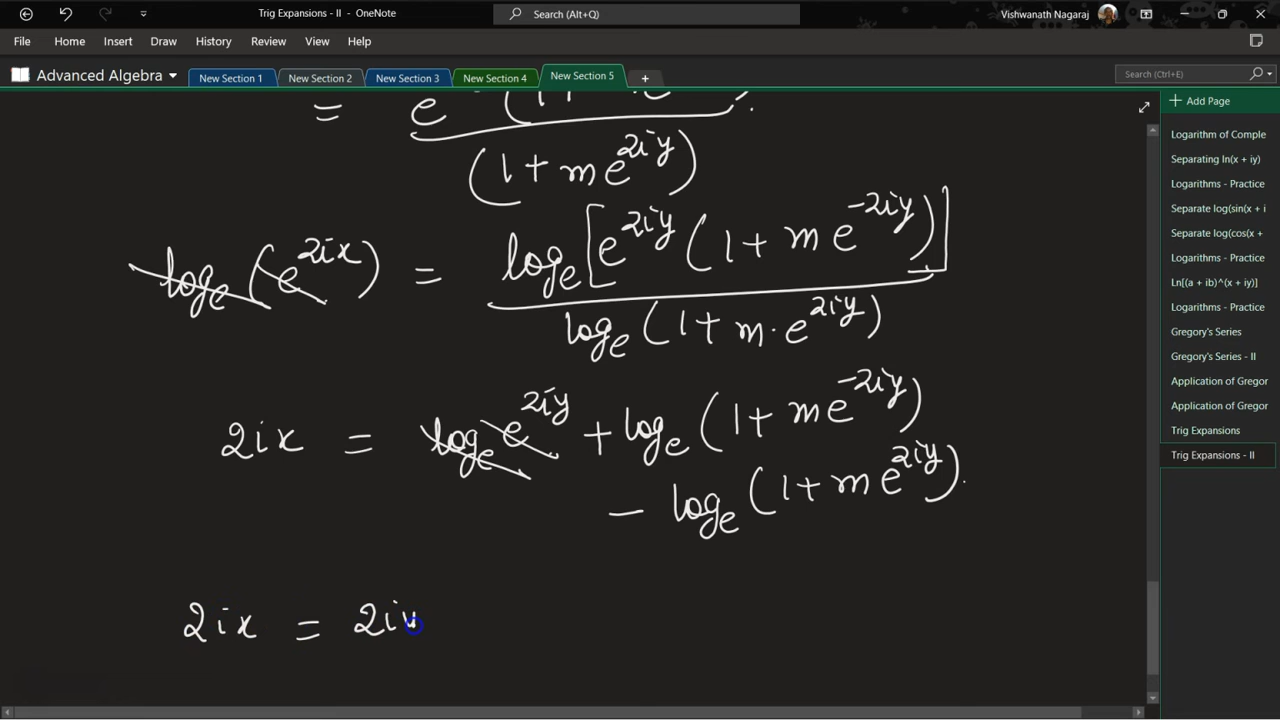 Trig Expansions - II - OneNote
Search (Alt+Q)
Vishwanath Nagaraj
File Home Insert Draw History Review View Help
Advanced Algebra
New Section 1 New Section 2 New Section 3 New Section 4 New Section 5 +
Search (Ctrl+E)
Add Page
Logarithm of Comple
Separating ln(x + iy)
Logarithms - Practice
Separate log(sin(x + i
Separate log(cos(x +
Logarithms - Practice
Ln[(a + ib)^(x + iy)]
Logarithms - Practice
Gregory's Series
Gregory's Series - II
Application of Gregor
Application of Gregor
Trig Expansions
Trig Expansions - II
(1 + me^{2iy})
log_e (e^{2ix}) = log_e [e^{2iy} (1 + me^{-2iy})]
log_e (1 + m·e^{2iy})
2ix = log_e e^{2iy} + log_e (1 + me^{-2iy})
- log_e (1 + me^{2iy}).
2ix = 2iy